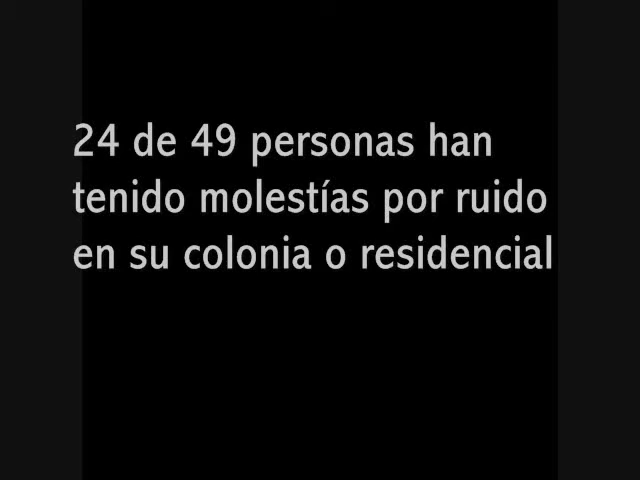 24 de 49 personas han
tenido molestías por ruido
en su colonia o residencial